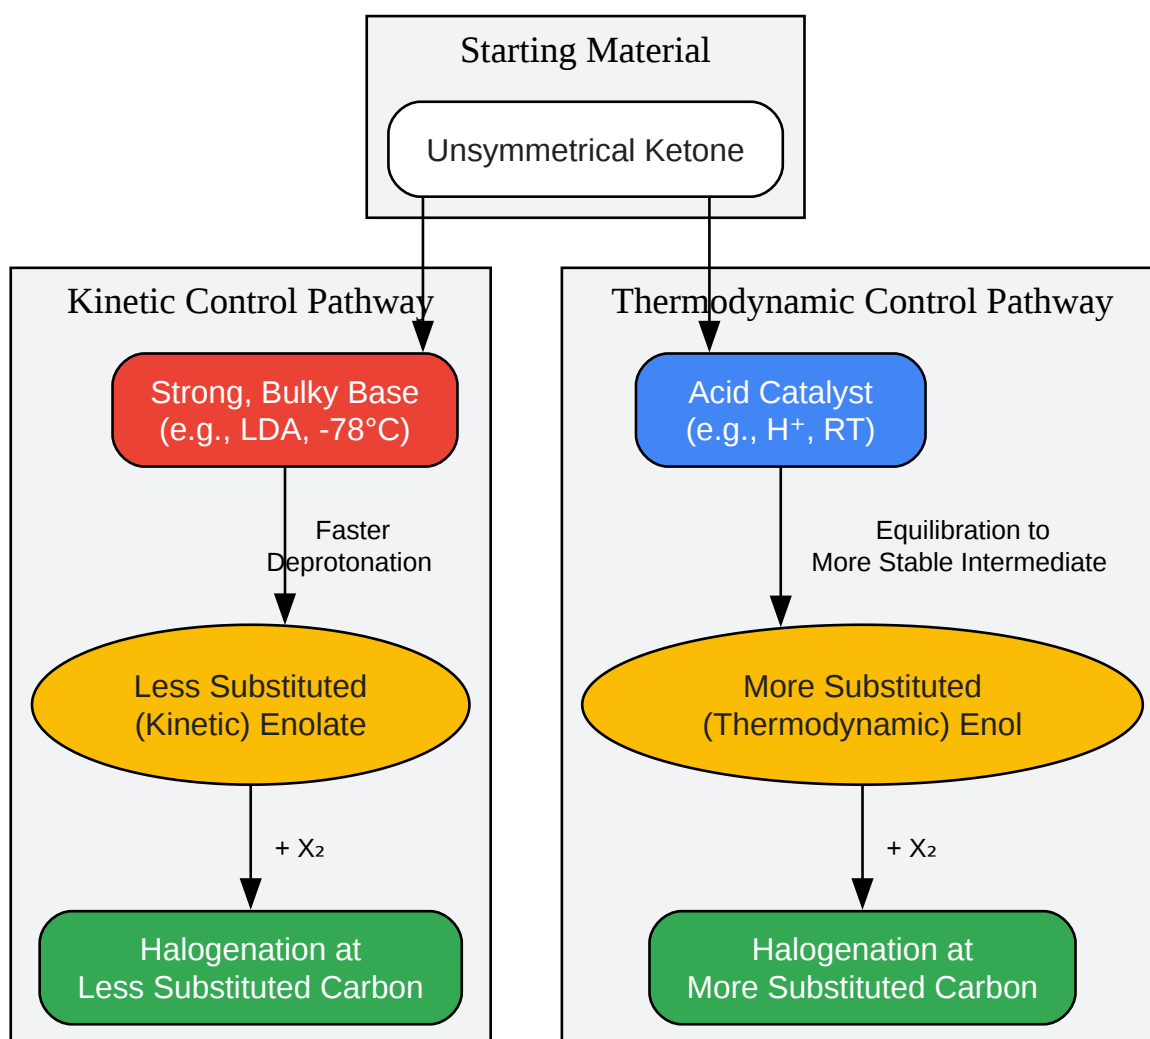 Starting Material
Unsymmetrical Ketone
Kinetic Control Pathway
Strong, Bulky Base
(e.g., LDA, -78°C)
Faster
Deprotonation
Less Substituted
(Kinetic) Enolate
+ X₂
Halogenation at
Less Substituted Carbon
Thermodynamic Control Pathway
Acid Catalyst
(e.g., H⁺, RT)
Equilibration to
More Stable Intermediate
More Substituted
(Thermodynamic) Enol
+ X₂
Halogenation at
More Substituted Carbon